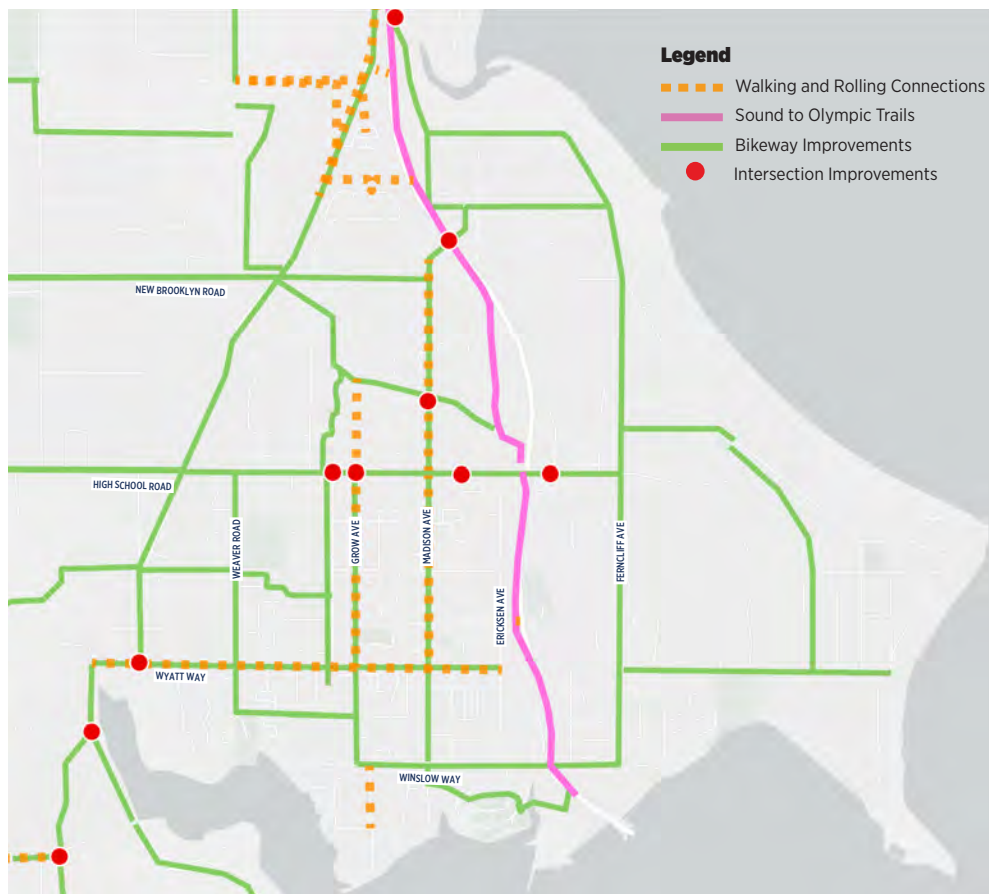 Legend
Walking and Rolling Connections
Sound to Olympic Trails
Bikeway Improvements
Intersection Improvements
NEW BROOKLYN ROAD
HIGH SCHOOL ROAD
WEAVER ROAD
GROW AVE
MADISON AVE
ERICKSEN AVE
FERNCLIFF AVE
WYATT WAY
WINSLOW WAY